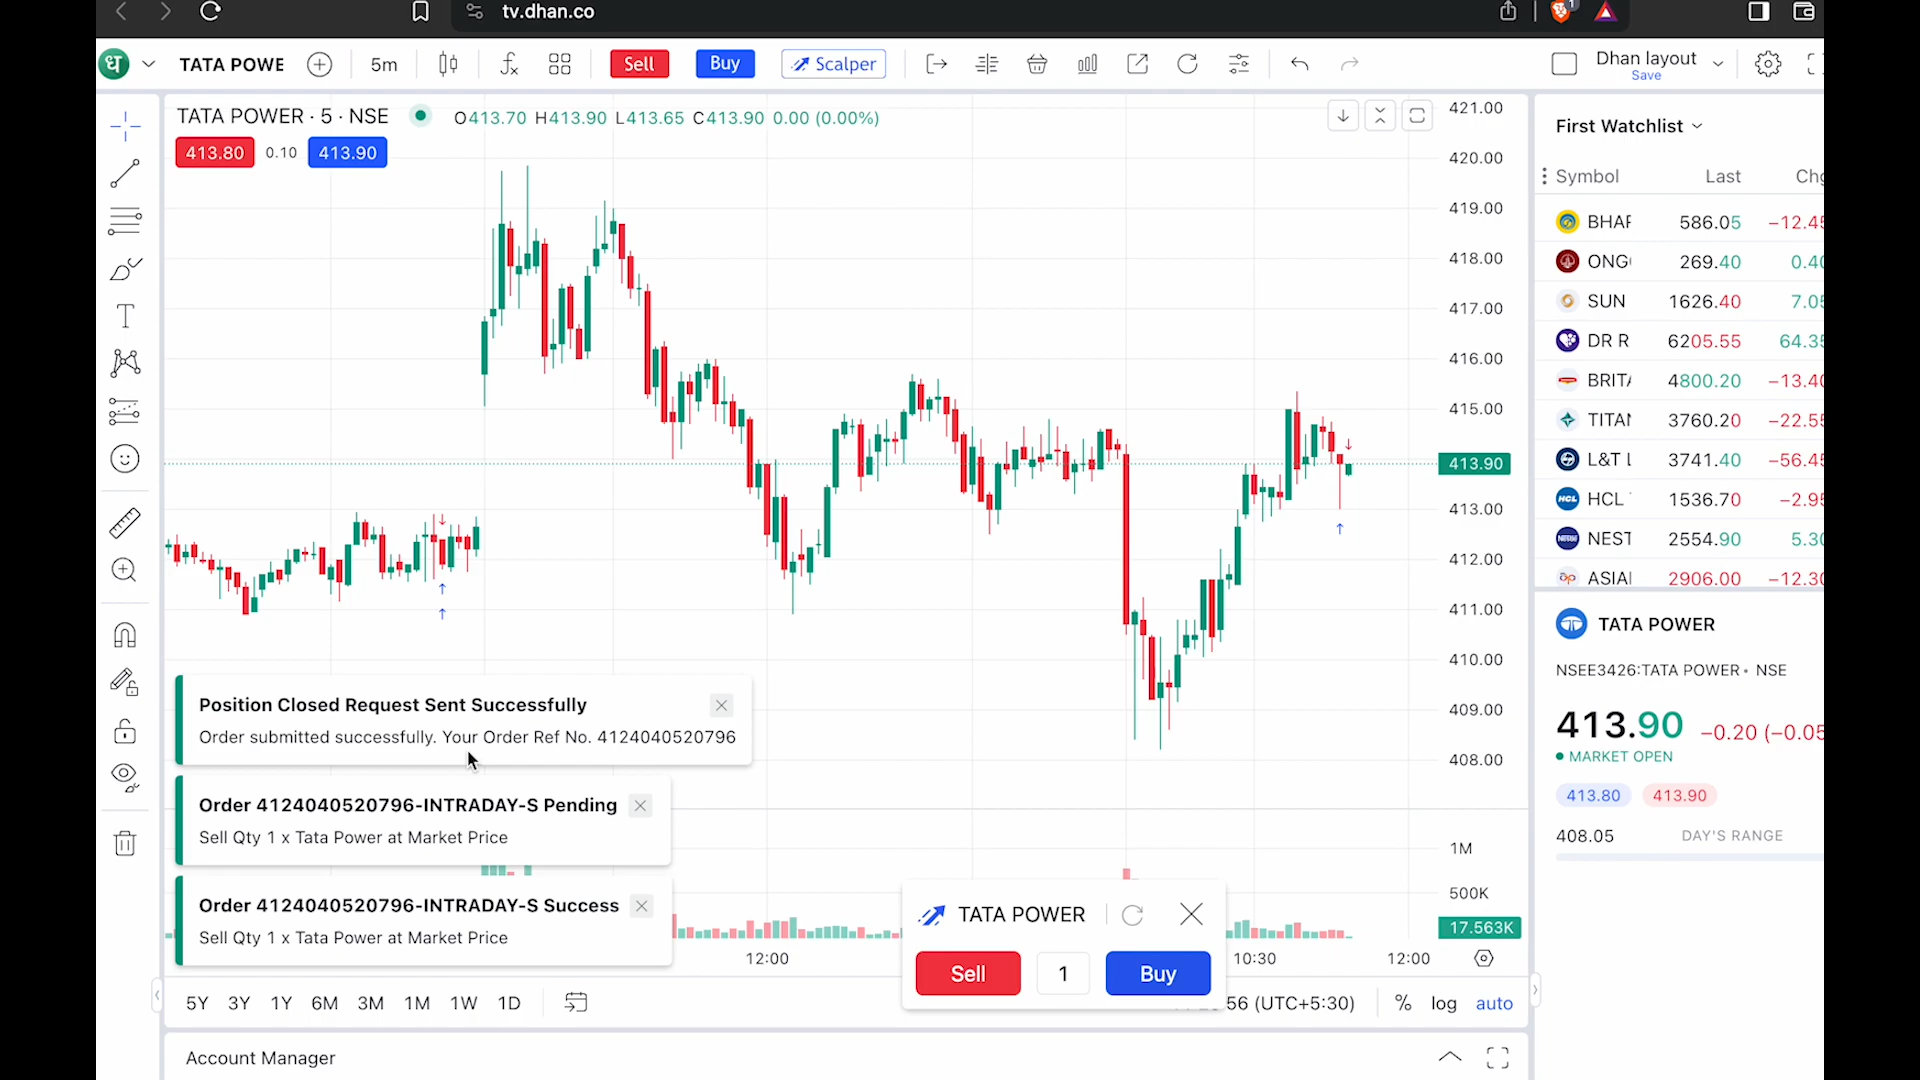 tv.dhan.co
1
ध
TATA POWE
5m
Sell
Buy
Scalper
Dhan layout
Save
TATA POWER · 5 · NSE
O413.70 H413.90 L413.65 C413.90 0.00 (0.00%)
413.80
0.10
413.90
421.00
420.00
419.00
418.00
417.00
416.00
415.00
413.90
413.00
412.00
411.00
410.00
409.00
408.00
1M
500K
17.563K
Position Closed Request Sent Successfully
Order submitted successfully. Your Order Ref No. 4124040520796
Order 4124040520796-INTRADAY-S Pending
Sell Qty 1 x Tata Power at Market Price
Order 4124040520796-INTRADAY-S Success
Sell Qty 1 x Tata Power at Market Price
TATA POWER
Sell
1
Buy
12:00
10:30
12:00
5Y 3Y 1Y 6M 3M 1M 1W 1D
56 (UTC+5:30)
% log auto
Account Manager
First Watchlist
Symbol Last Chg
BHAR 586.05 −12.45
ONG 269.40 0.40
SUN 1626.40 7.05
DR R 6205.55 64.35
BRITA 4800.20 −13.40
TITAN 3760.20 −22.55
L&T L 3741.40 −56.45
HCL HCL 1536.70 −2.95
NEST 2554.90 5.30
ap ASIAI 2906.00 −12.30
TATA POWER
NSEE3426:TATA POWER • NSE
413.90 −0.20 (−0.05
MARKET OPEN
413.80 413.90
408.05 DAY'S RANGE